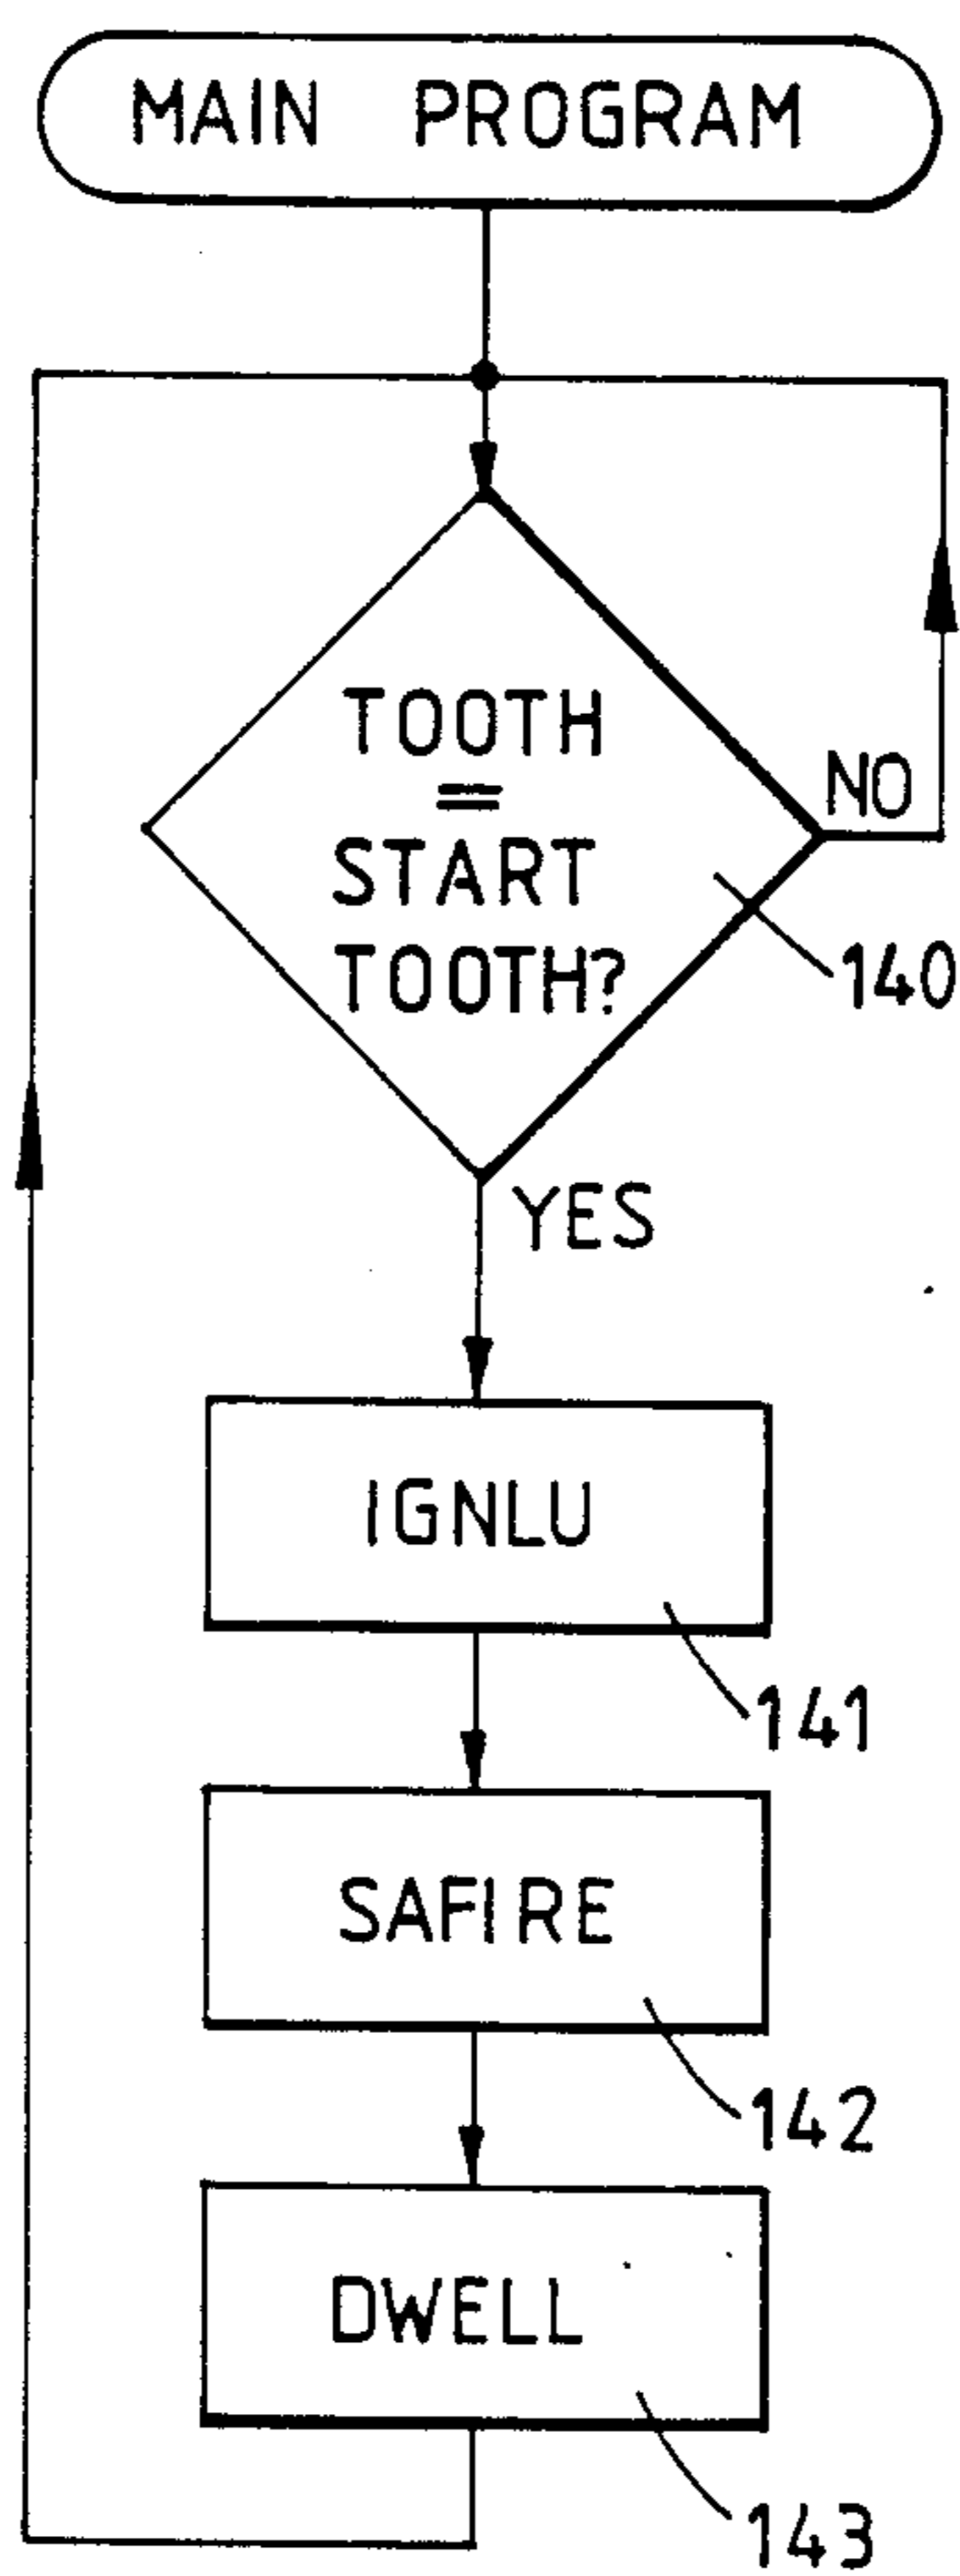 MAIN PROGRAM
TOOTH
=
START
TOOTH?
NO
140
YES
IGNLU
141
SAFIRE
142
DWELL
143